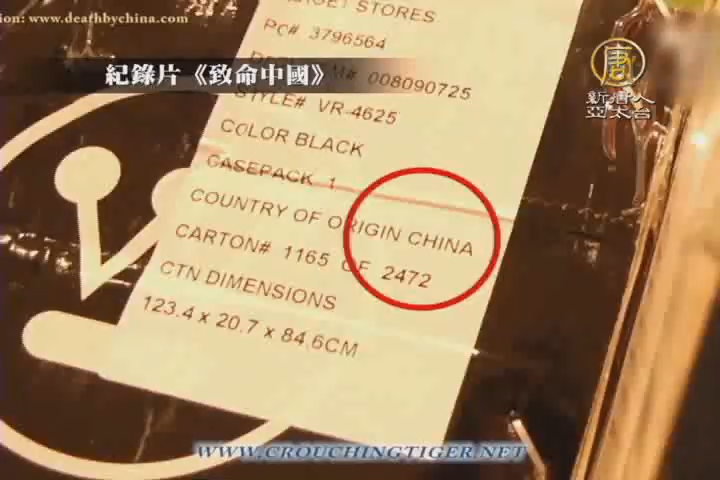 ion: www.deathbychina.com
紀錄片《致命中國》
新唐人
亞太台
STORES
PO# 3796564
008090725
STYLE# VR-4625
COLOR BLACK
CASEPACK 1
COUNTRY OF ORIGIN CHINA
CARTON# 1165 OF 2472
CTN DIMENSIONS
123.4 x 20.7 x 84.6CM
WWW.CROUCHINGTIGER.NET